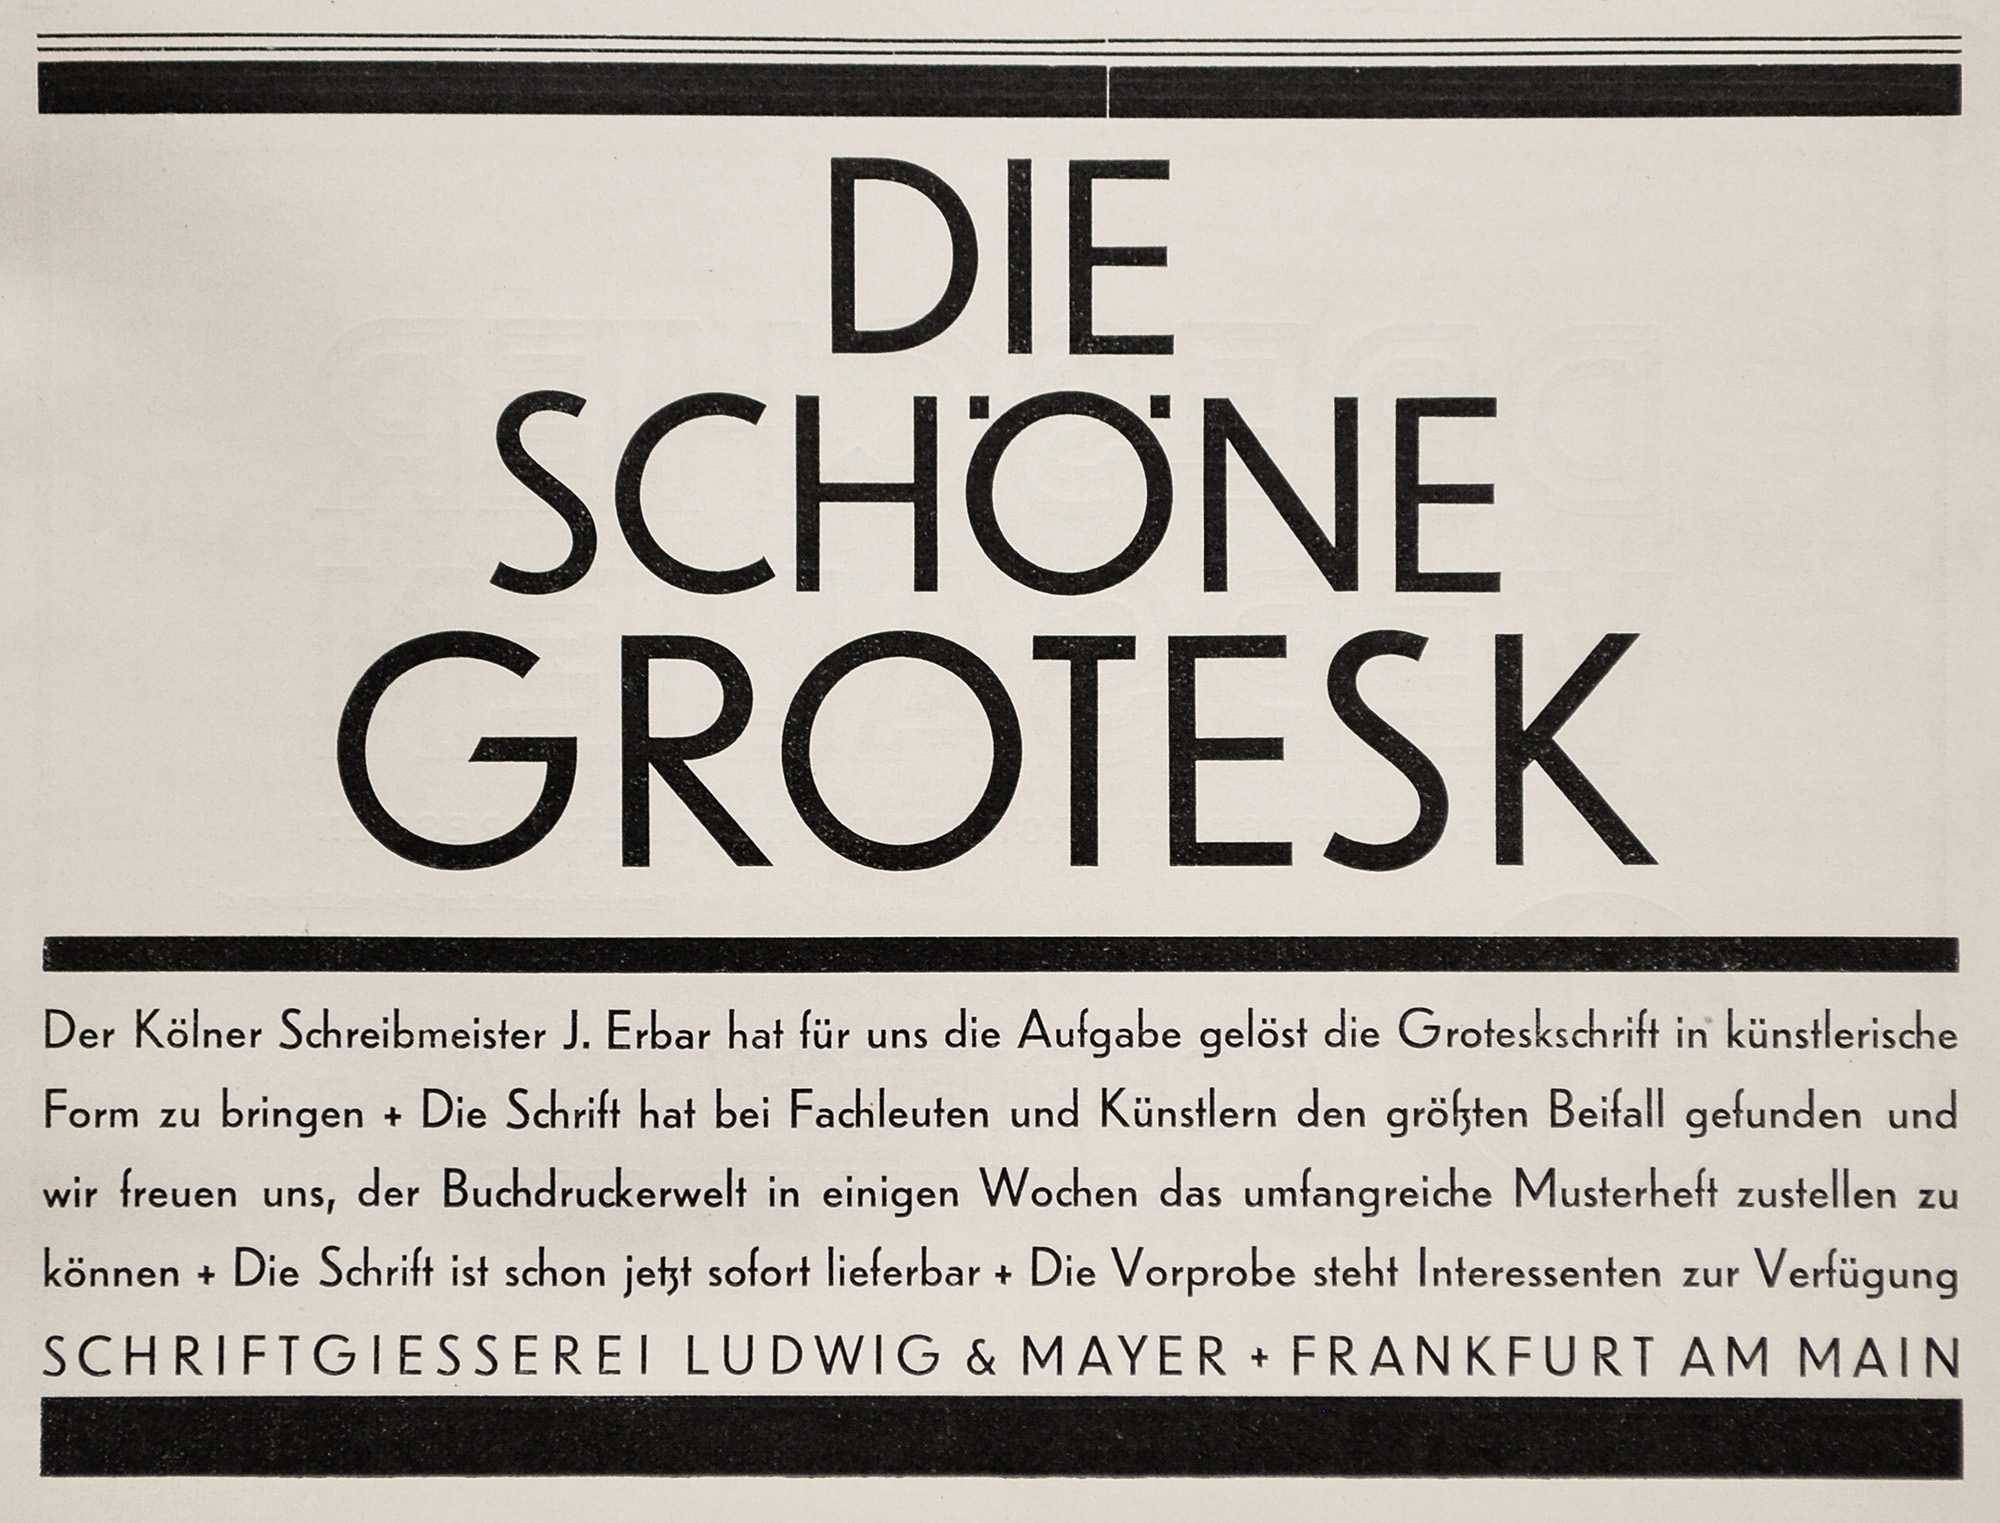 DIE
SCHÖNE
GROTESK
Der Kölner Schreibmeister J. Erbar hat für uns die Aufgabe gelöst die Groteskschrift in künstlerische
Form zu bringen + Die Schrift hat bei Fachleuten und Künstlern den größten Beifall gefunden und
wir freuen uns, der Buchdruckerwelt in einigen Wochen das umfangreiche Musterheft zustellen zu
können + Die Schrift ist schon jetzt sofort lieferbar + Die Vorprobe steht Interessenten zur Verfügung
SCHRIFTGIESSEREI LUDWIG & MAYER + FRANKFURT AM MAIN